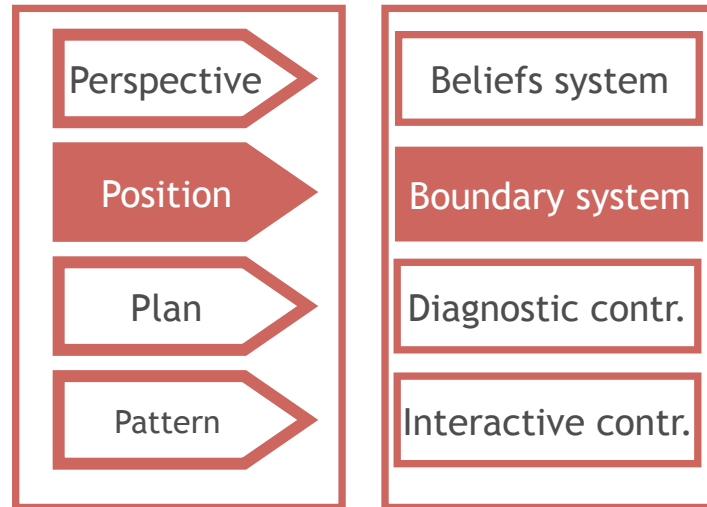 Perspective
Beliefs system
Position
Boundary system
Plan
Diagnostic contr.
Pattern
Interactive contr.